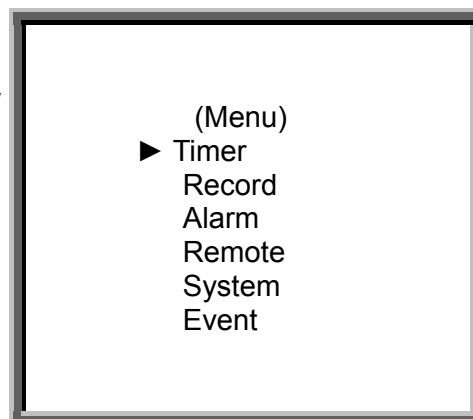 (Menu)
► Timer
Record
Alarm
Remote
System
Event